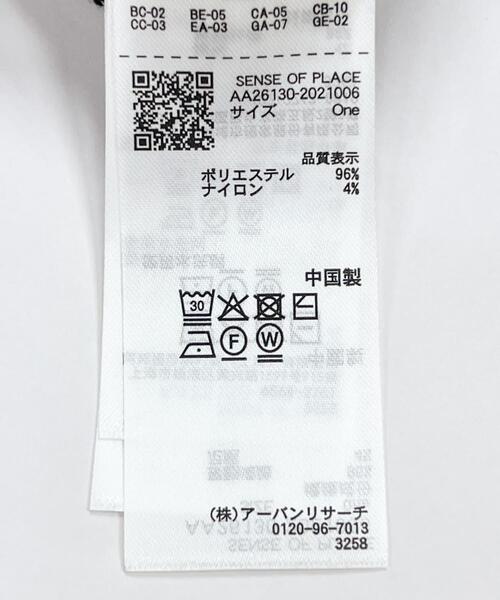 BC-02 BE-05 CA-05 CB-10
CC-03 EA-03 GA-07 GE-02
SENSE OF PLACE
AA26130-2021006
サイズ One
品質表示
ポリエステル 96%
ナイロン 4%
中国製
30
F W
(株)アーバンリサーチ
0120-96-7013
3258